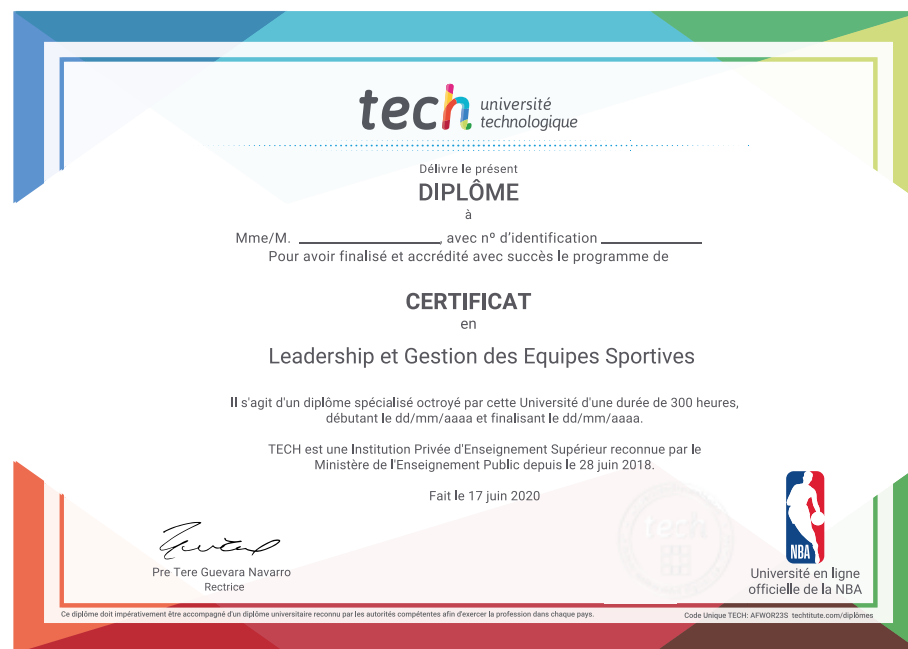 tech université
technologique
Délivre le présent
DIPLÔME
à
Mme/M. ____________________, avec nº d'identification ______________
Pour avoir finalisé et accrédité avec succès le programme de
CERTIFICAT
en
Leadership et Gestion des Equipes Sportives
Il s'agit d'un diplôme spécialisé octroyé par cette Université d'une durée de 300 heures,
débutant le dd/mm/aaaa et finalisant le dd/mm/aaaa.
TECH est une Institution Privée d'Enseignement Supérieur reconnue par le
Ministère de l'Enseignement Public depuis le 28 juin 2018.
Fait le 17 juin 2020
tech
NBA
Pre Tere Guevara Navarro
Rectrice
Université en ligne
officielle de la NBA
Ce diplôme doit impérativement être accompagné d'un diplôme universitaire reconnu par les autorités compétentes afin d'exercer la profession dans chaque pays.
Code Unique TECH: AFWOR23S techtitute.com/diplômes